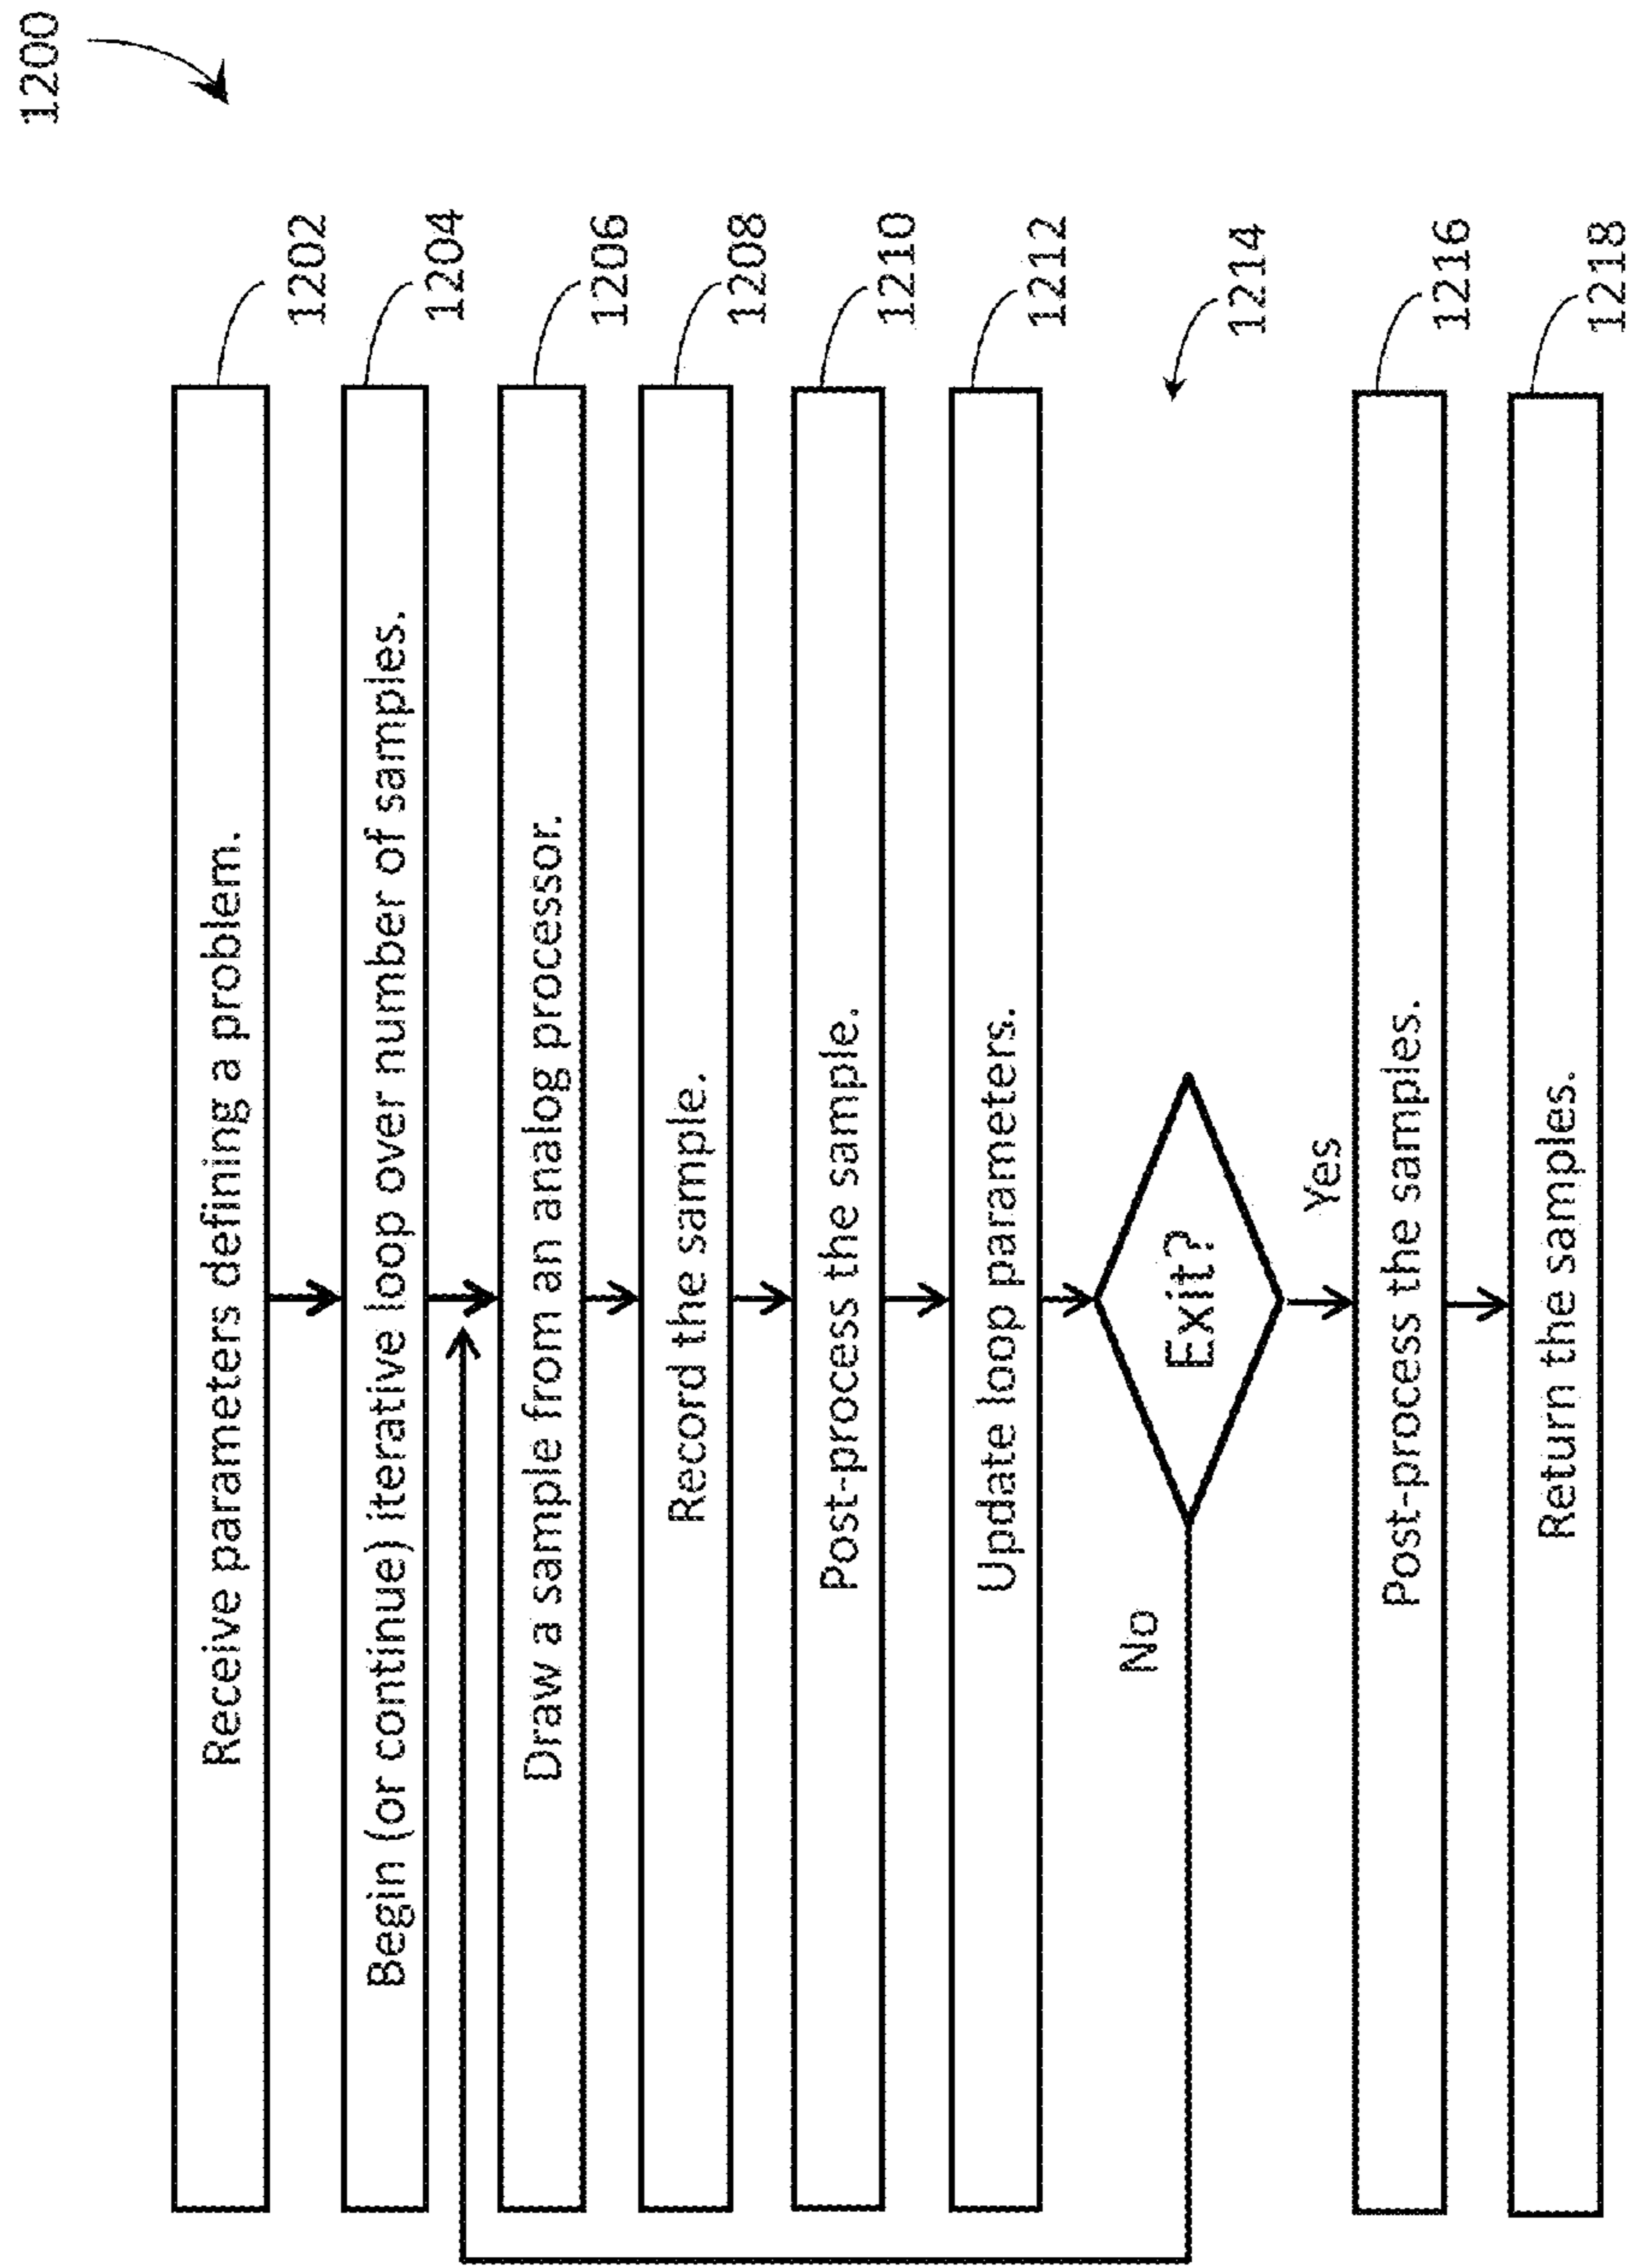 1200
Receive parameters defining a problem.
1202
Begin (or continue) iterative loop over number of samples.
1204
Draw a sample from an analog processor.
1206
Record the sample.
1208
Post-process the sample.
1210
Update loop parameters.
1212
Exit?
1214
No
Yes
Post-process the samples.
1216
Return the samples.
1218